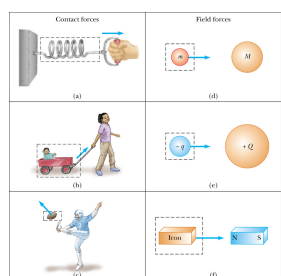 Contact forces
Field forces
m
M
(a)
(d)
−q
+Q
(b)
(e)
Iron
N
S
(c)
(f)